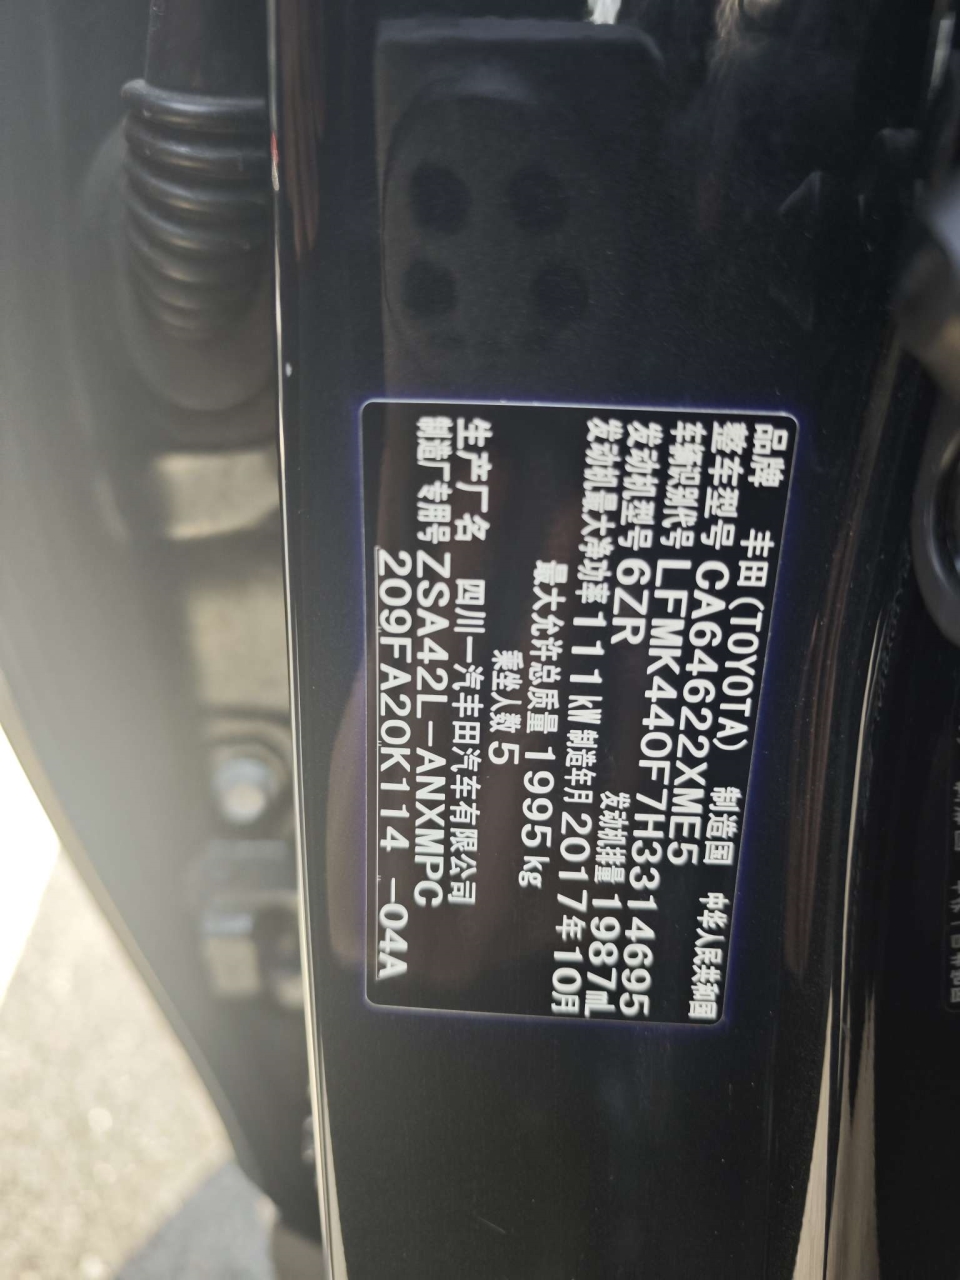 品牌 丰田(TOYOTA) 制造国 中华人民共和国
整车型号 CA64622XME5
车辆识别代号 LFMK440F7H3314695
发动机型号 6ZR 发动机排量 1987mL
发动机最大净功率 111kW 制造年月 2017年10月
最大允许总质量 1995kg
乘坐人数 5
生产厂名 四川一汽丰田汽车有限公司
制造厂专用号 ZSA42L-ANXMPC
209FA20K114 -04A